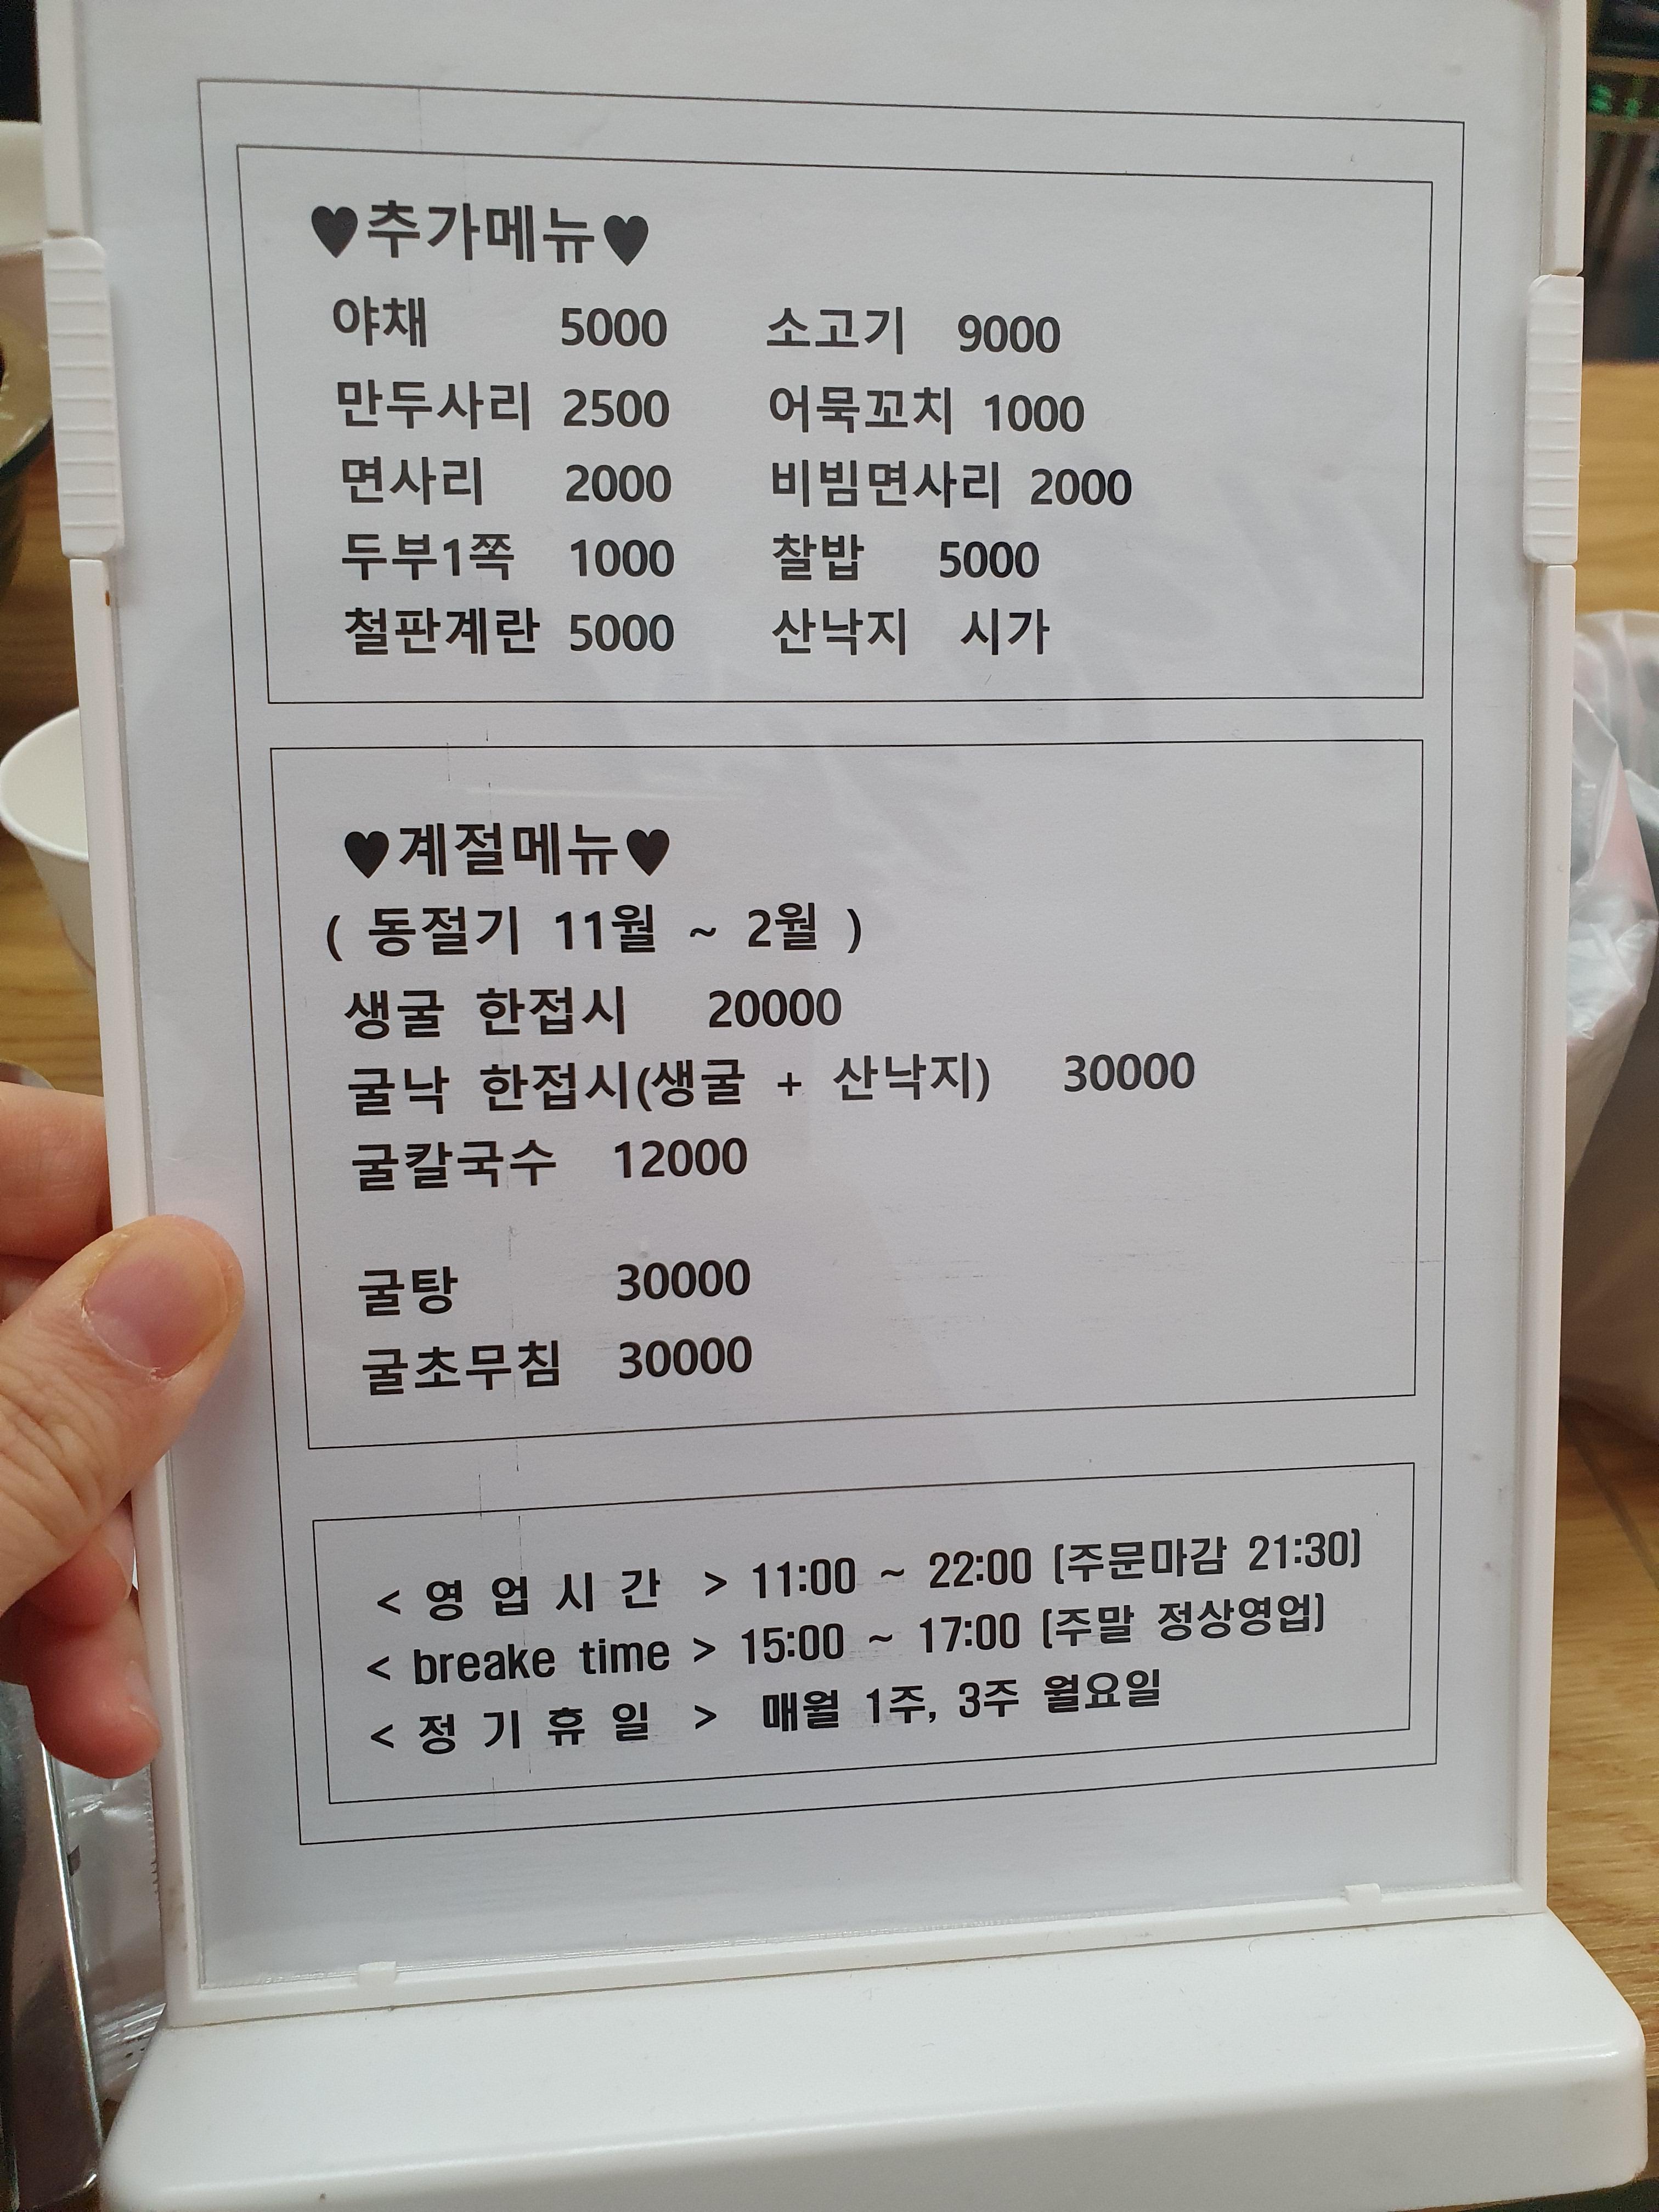 ♥추가메뉴♥
야채 5000 소고기 9000
만두사리 2500 어묵꼬치 1000
면사리 2000 비빔면사리 2000
두부1쪽 1000 찰밥 5000
철판계란 5000 산낙지 시가
♥계절메뉴♥
( 동절기 11월 ~ 2월 )
생굴 한접시 20000
굴낙 한접시(생굴 + 산낙지) 30000
굴칼국수 12000
굴탕 30000
굴초무침 30000
< 영 업 시 간 > 11:00 ~ 22:00 (주문마감 21:30)
< breake time > 15:00 ~ 17:00 (주말 정상영업)
< 정 기 휴 일 > 매월 1주, 3주 월요일